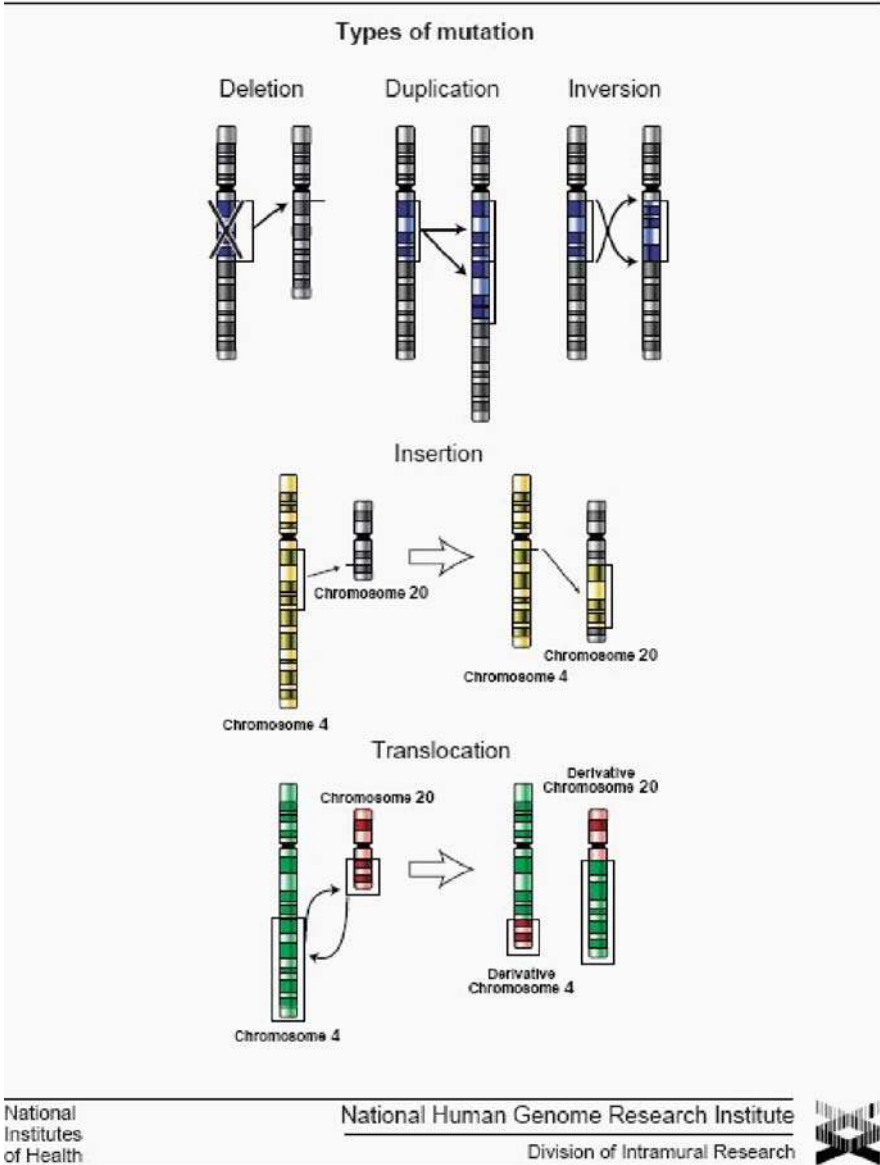 Types of mutation
Deletion
Duplication
Inversion
Insertion
Chromosome 20
Chromosome 20
Chromosome 4
Chromosome 4
Translocation
Derivative
Chromosome 20
Chromosome 20
Derivative
Chromosome 4
Chromosome 4
National
Institutes
of Health
National Human Genome Research Institute
Division of Intramural Research